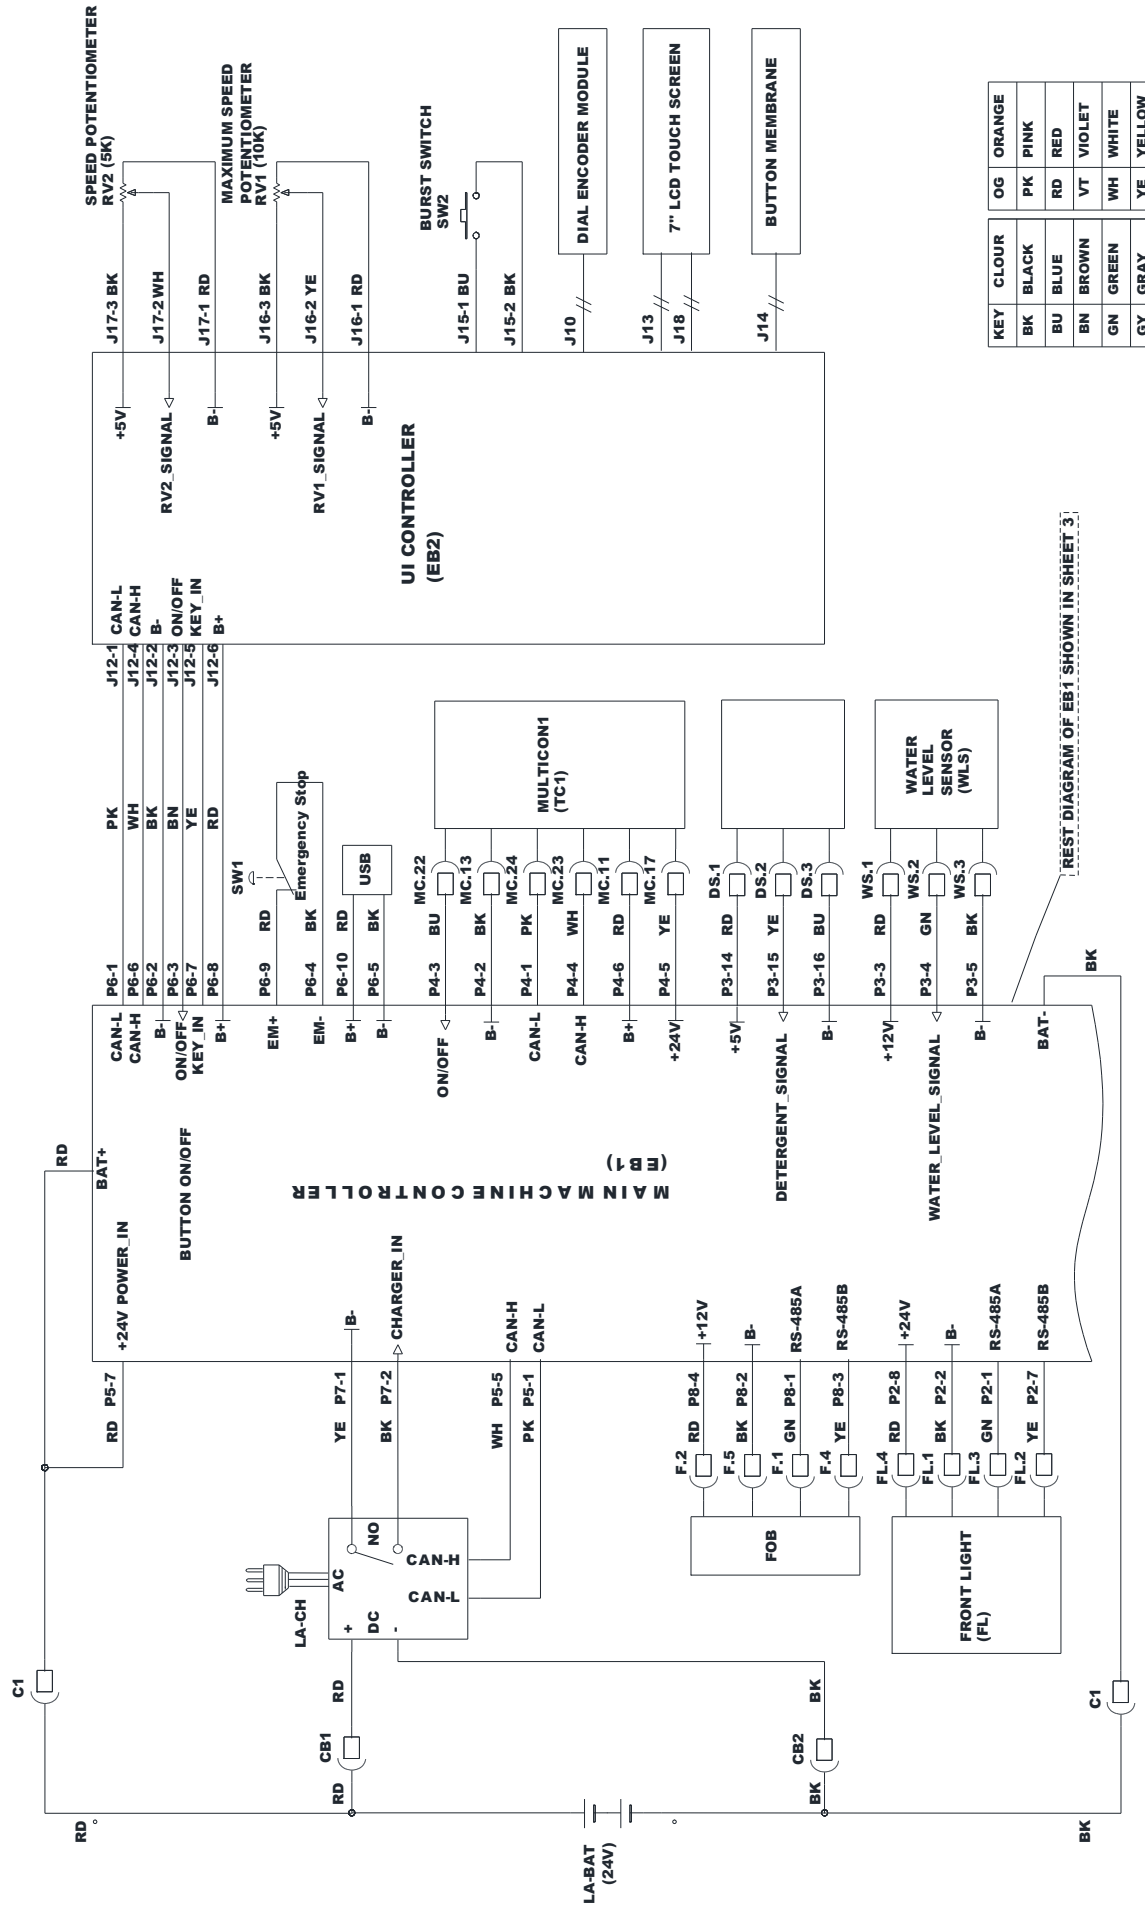 SPEED POTENTIOMETER
RV2 (5K)
MAXIMUM SPEED
POTENTIOMETER
RV1 (10K)
BURST SWITCH
SW2
DIAL ENCODER MODULE
7" LCD TOUCH SCREEN
BUTTON MEMBRANE
J17-3 BK
J17-2WH
J17-1 RD
J16-3 BK
J16-2 YE
J16-1 RD
J15-1 BU
J15-2 BK
J10
J13
J18
J14
+5V
RV2_SIGNAL
B-
+5V
RV1_SIGNAL
B-
UI CONTROLLER
(EB2)
CAN-L
CAN-H
B-
ON/OFF
KEY_IN
B+
J12-1
J12-4
J12-2
J12-3
J12-5
J12-6
PK
WH
BK
BN
YE
RD
P6-1
P6-6
P6-2
P6-3
P6-7
P6-8
SW1
Emergency Stop
RD
BK
P6-9
P6-4
USB
RD
BK
P6-10
P6-5
MULTICON1
(TC1)
MC.22
MC.13
MC.24
MC.23
MC.11
MC.17
BU
BK
PK
WH
RD
YE
P4-3
P4-2
P4-1
P4-4
P4-6
P4-5
DS.1
DS.2
DS.3
RD
YE
BU
P3-14
P3-15
P3-16
WATER
LEVEL
SENSOR
(WLS)
WS.1
WS.2
WS.3
RD
GN
BK
P3-3
P3-4
P3-5
REST DIAGRAM OF EB1 SHOWN IN SHEET 3
BK
CAN-L
CAN-H
B-
ON/OFF
KEY_IN
B+
EM+
EM-
B+
B-
ON/OFF
B-
CAN-L
CAN-H
B+
+24V
+5V
DETERGENT_SIGNAL
B-
+12V
WATER_LEVEL_SIGNAL
B-
BAT-
RD
BAT+
BUTTON ON/OFF
MAIN MACHINE CONTROLLER
(EB1)
+24V POWER_IN
B-
CHARGER_IN
CAN-H
CAN-L
+12V
B-
RS-485A
RS-485B
+24V
B-
RS-485A
RS-485B
RD P5-7
YE P7-1
BK P7-2
WH P5-5
PK P5-1
RD P8-4
BK P8-2
GN P8-1
YE P8-3
RD P2-8
BK P2-2
GN P2-1
YE P2-7
F.2
F.5
F.1
F.4
FL.4
FL.1
FL.3
FL.2
FOB
FRONT LIGHT
(FL)
LA-CH
AC
NO
CAN-H
CAN-L
+
DC
-
C1
RD
CB1
RD
BK
CB2
BK
C1
RD
LA-BAT
(24V)
BK
KEY CLOUR
BK BLACK
BU BLUE
BN BROWN
GN GREEN
GY GRAY
OG ORANGE
PK PINK
RD RED
VT VIOLET
WH WHITE
YE YELLOW